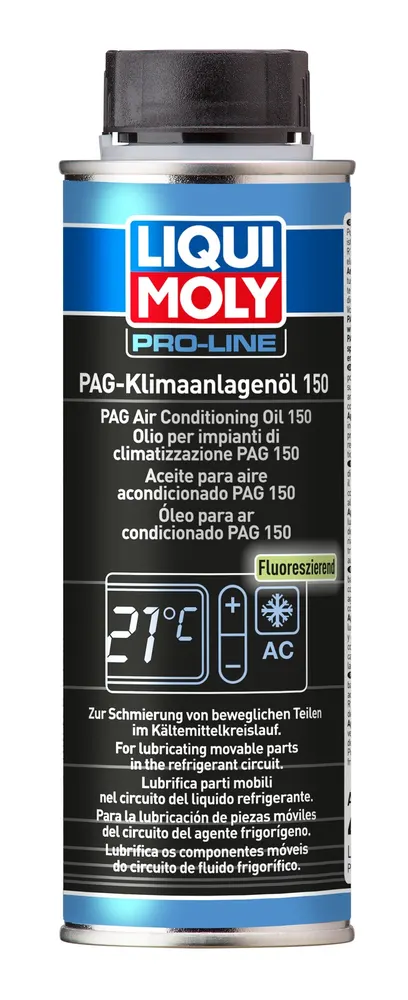 LIQUI
MOLY
PRO-LINE
PAG-Klimaanlagenöl 150
PAG Air Conditioning Oil 150
Olio per impianti di
climatizzazione PAG 150
Aceite para aire
acondicionado PAG 150
Óleo para ar
condicionado PAG 150
Fluoreszierend
21°C
+
AC
–
Zur Schmierung von beweglichen Teilen
im Kältemittelkreislauf.
For lubricating movable parts
in the refrigerant circuit.
Lubrifica parti mobili
nel circuito del liquido refrigerante.
Para la lubricación de piezas móviles
del circuito del agente frigorígeno.
Lubrifica os componentes móveis
do circuito de fluido frigorífico.